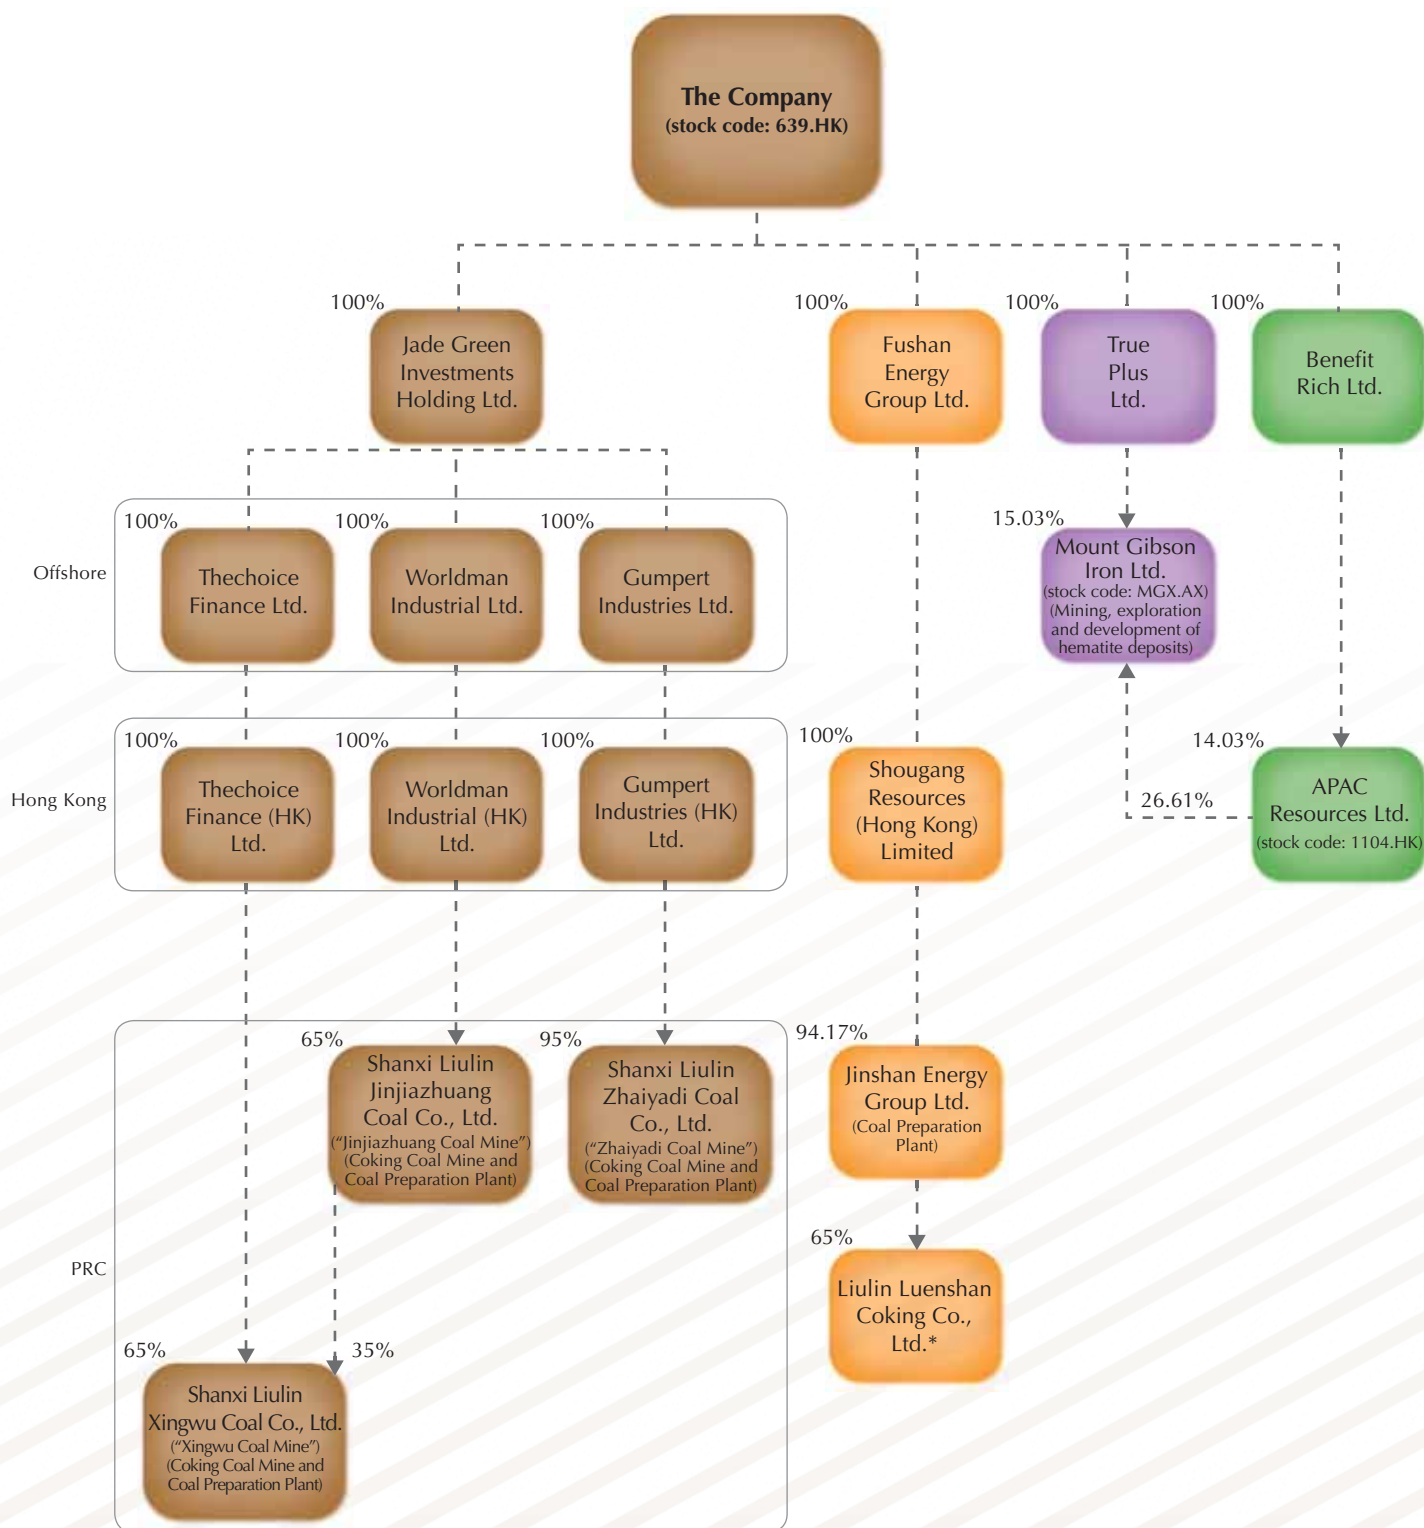 The Company
(stock code: 639.HK)
100%
100%
100%
100%
Jade Green
Investments
Holding Ltd.
Fushan
Energy
Group Ltd.
True
Plus
Ltd.
Benefit
Rich Ltd.
Offshore
100%
100%
100%
Thechoice
Finance Ltd.
Worldman
Industrial Ltd.
Gumpert
Industries Ltd.
15.03%
Mount Gibson
Iron Ltd.
(stock code: MGX.AX)
(Mining, exploration
and development of
hematite deposits)
Hong Kong
100%
100%
100%
Thechoice
Finance (HK)
Ltd.
Worldman
Industrial (HK)
Ltd.
Gumpert
Industries (HK)
Ltd.
100%
Shougang
Resources
(Hong Kong)
Limited
26.61%
14.03%
APAC
Resources Ltd.
(stock code: 1104.HK)
PRC
65%
Shanxi Liulin
Jinjiazhuang
Coal Co., Ltd.
("Jinjiazhuang Coal Mine")
(Coking Coal Mine and
Coal Preparation Plant)
95%
Shanxi Liulin
Zhaiyadi Coal
Co., Ltd.
("Zhaiyadi Coal Mine")
(Coking Coal Mine and
Coal Preparation Plant)
94.17%
Jinshan Energy
Group Ltd.
(Coal Preparation
Plant)
65%
Liulin Luenshan
Coking Co.,
Ltd.*
65%
35%
Shanxi Liulin
Xingwu Coal Co., Ltd.
("Xingwu Coal Mine")
(Coking Coal Mine and
Coal Preparation Plant)